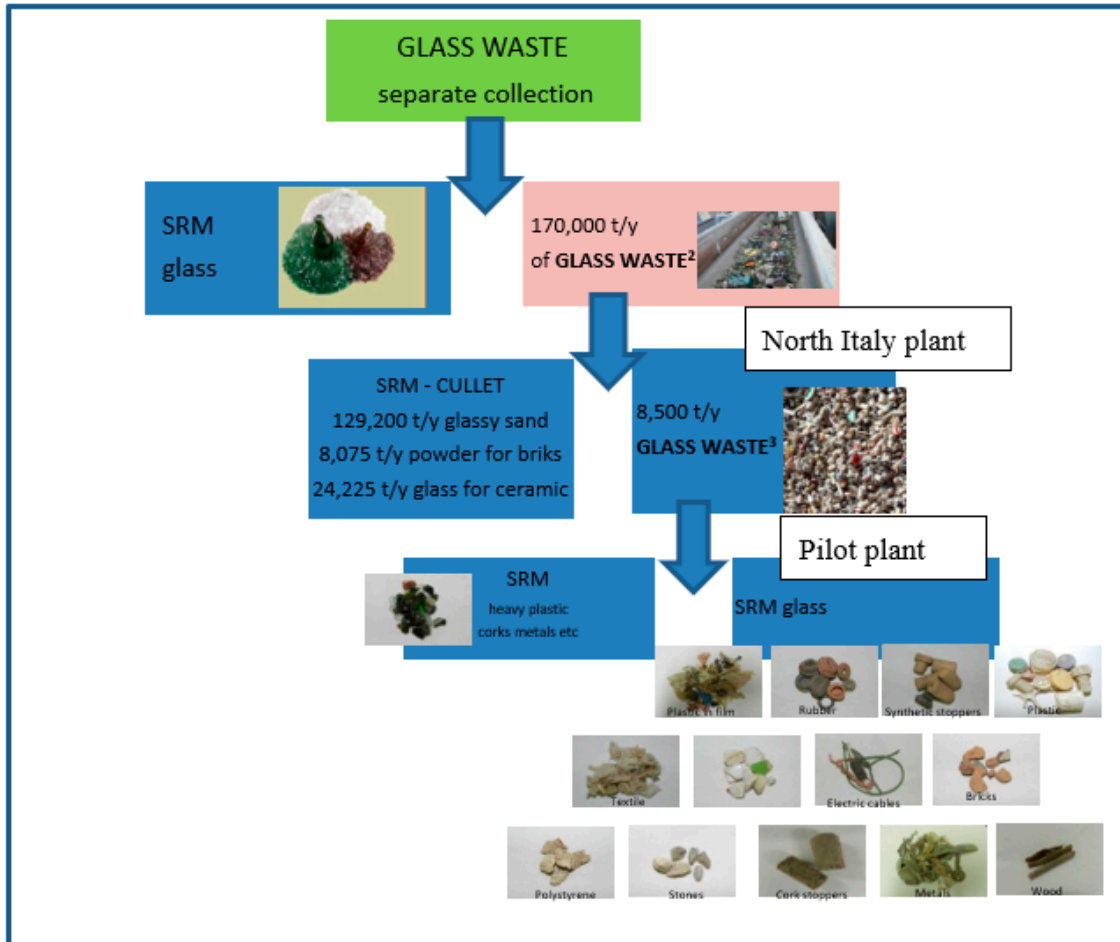 GLASS WASTE
separate collection
SRM
glass
170,000 t/y
of GLASS WASTE²
North Italy plant
SRM - CULLET
129,200 t/y glassy sand
8,075 t/y powder for briks
24,225 t/y glass for ceramic
8,500 t/y
GLASS WASTE³
Pilot plant
SRM
heavy plastic
corks metals etc
SRM glass
Plastic in film
Rubber
Synthetic stoppers
Plastic
Textile
Electric cables
Bricks
Polystyrene
Stones
Cork stoppers
Metals
Wood